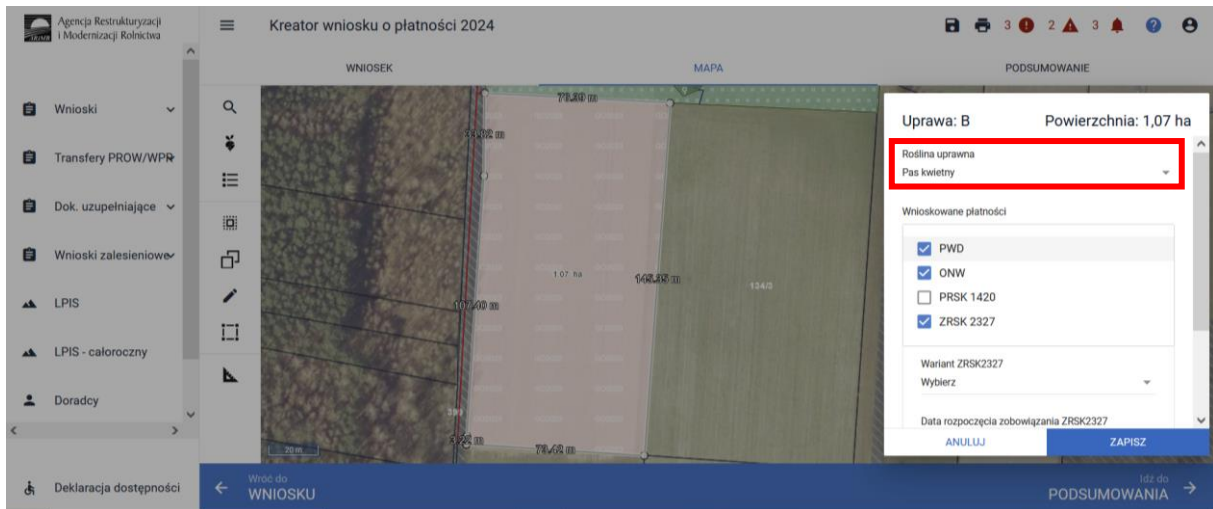 Agencja Restrukturyzacji
i Modernizacji Rolnictwa
Kreator wniosku o płatności 2024
3
2
3
WNIOSEK
MAPA
PODSUMOWANIE
Wnioski
Transfery PROW/WPR
Dok. uzupełniające
Wnioski zalesieniowe
LPIS
LPIS - całoroczny
Doradcy
Deklaracja dostępności
1.07 ha
134/3
107.40 m
20 m
Uprawa: B
Powierzchnia: 1,07 ha
Roślina uprawna
Pas kwietny
Wnioskowane płatności
PWD
ONW
PRSK 1420
ZRSK 2327
Wariant ZRSK2327
Wybierz
Data rozpoczęcia zobowiązania ZRSK2327
ANULUJ
ZAPISZ
Wróć do
WNIOSKU
Idź do
PODSUMOWANIA